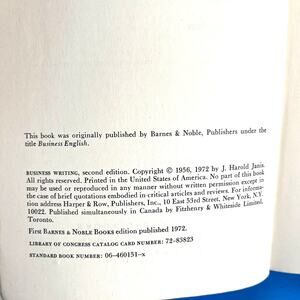 This book was originally published by Barnes & Noble, Publishers under the
title Business English.
BUSINESS WRITING, second edition. Copyright © 1956, 1972 by J. Harold Janis.
All rights reserved. Printed in the United States of America. No part of this book
may be used or reproduced in any manner without written permission except in
the case of brief quotations embodied in critical articles and reviews. For informa-
tion address Harper & Row, Publishers, Inc., 10 East 53rd Street, New York, N.Y.
10022. Published simultaneously in Canada by Fitzhenry & Whiteside Limited,
Toronto.
First BARNES & NOBLE BOOKS edition published 1972.
LIBRARY OF CONGRESS CATALOG CARD NUMBER: 72-83823
STANDARD BOOK NUMBER: 06-460151-x